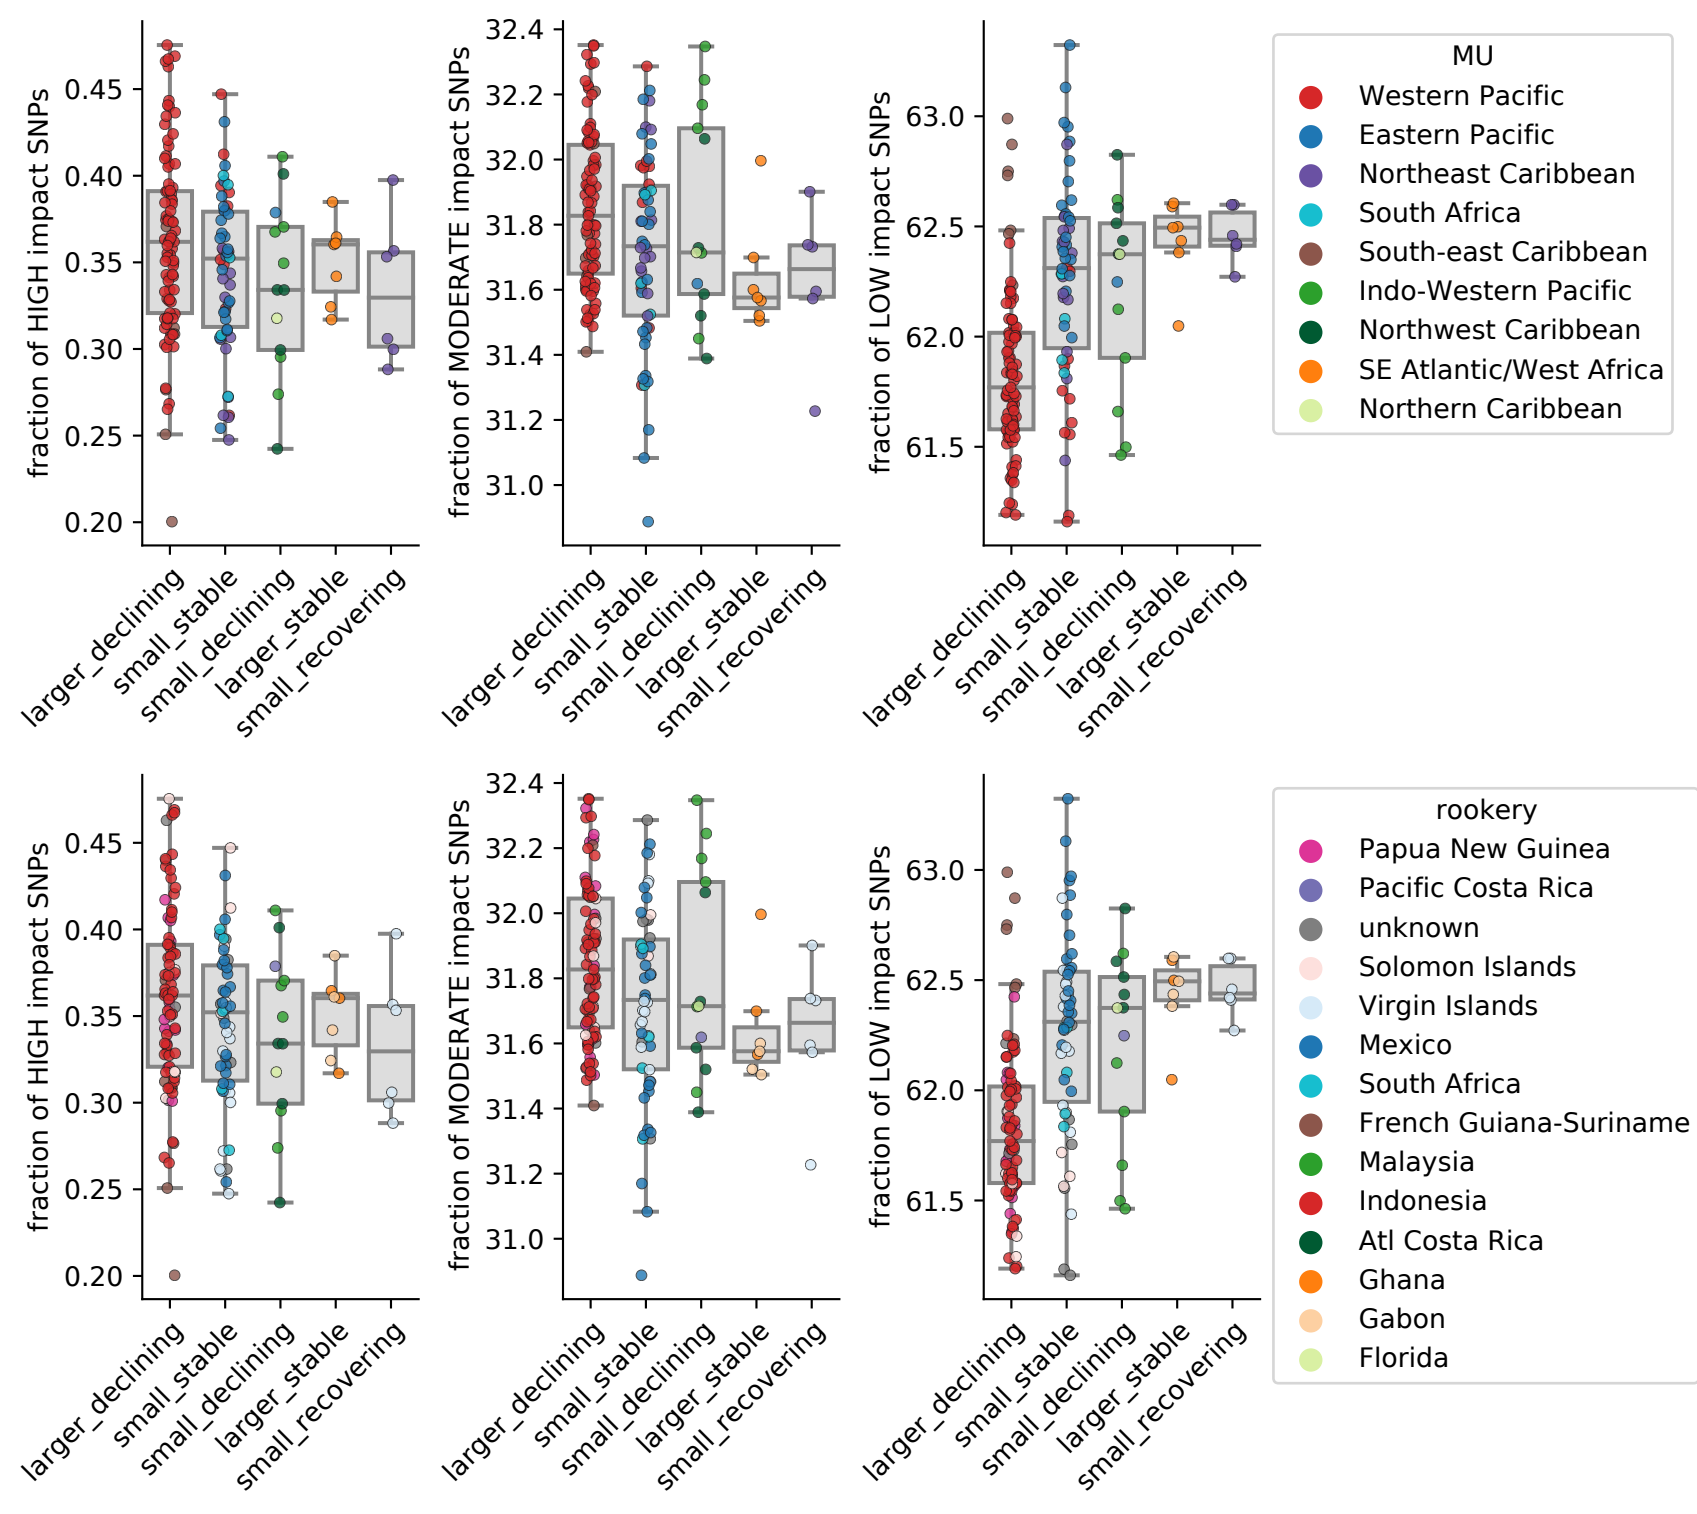 fraction of HIGH impact SNPs
0.45
0.40
0.35
0.30
0.25
0.20
larger_declining
small_stable
small_declining
larger_stable
small_recovering
fraction of MODERATE impact SNPs
32.4
32.2
32.0
31.8
31.6
31.4
31.2
31.0
larger_declining
small_stable
small_declining
larger_stable
small_recovering
fraction of LOW impact SNPs
63.0
62.5
62.0
61.5
larger_declining
small_stable
small_declining
larger_stable
small_recovering
MU
Western Pacific
Eastern Pacific
Northeast Caribbean
South Africa
South-east Caribbean
Indo-Western Pacific
Northwest Caribbean
SE Atlantic/West Africa
Northern Caribbean
fraction of HIGH impact SNPs
0.45
0.40
0.35
0.30
0.25
0.20
larger_declining
small_stable
small_declining
larger_stable
small_recovering
fraction of MODERATE impact SNPs
32.4
32.2
32.0
31.8
31.6
31.4
31.2
31.0
larger_declining
small_stable
small_declining
larger_stable
small_recovering
fraction of LOW impact SNPs
63.0
62.5
62.0
61.5
larger_declining
small_stable
small_declining
larger_stable
small_recovering
rookery
Papua New Guinea
Pacific Costa Rica
unknown
Solomon Islands
Virgin Islands
Mexico
South Africa
French Guiana-Suriname
Malaysia
Indonesia
Atl Costa Rica
Ghana
Gabon
Florida